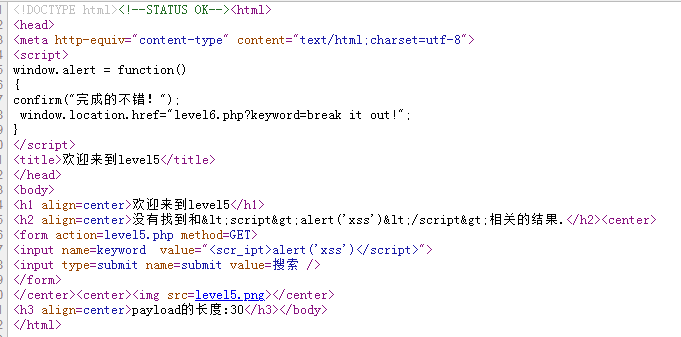 <!DOCTYPE html><!--STATUS OK--><html>
<head>
<meta http-equiv="content-type" content="text/html;charset=utf-8">
<script>
window.alert = function()
{
confirm("完成的不错！");
 window.location.href="level6.php?keyword=break it out!";
}
</script>
<title>欢迎来到level5</title>
</head>
<body>
<h1 align=center>欢迎来到level5</h1>
<h2 align=center>没有找到和&lt;script&gt;alert('xss')&lt;/script&gt;相关的结果.</h2><center>
<form action=level5.php method=GET>
<input name=keyword  value="<scr_ipt>alert('xss')</script>">
<input type=submit name=submit value=搜索 />
</form>
</center><center><img src=level5.png></center>
<h3 align=center>payload的长度:30</h3></body>
</html>